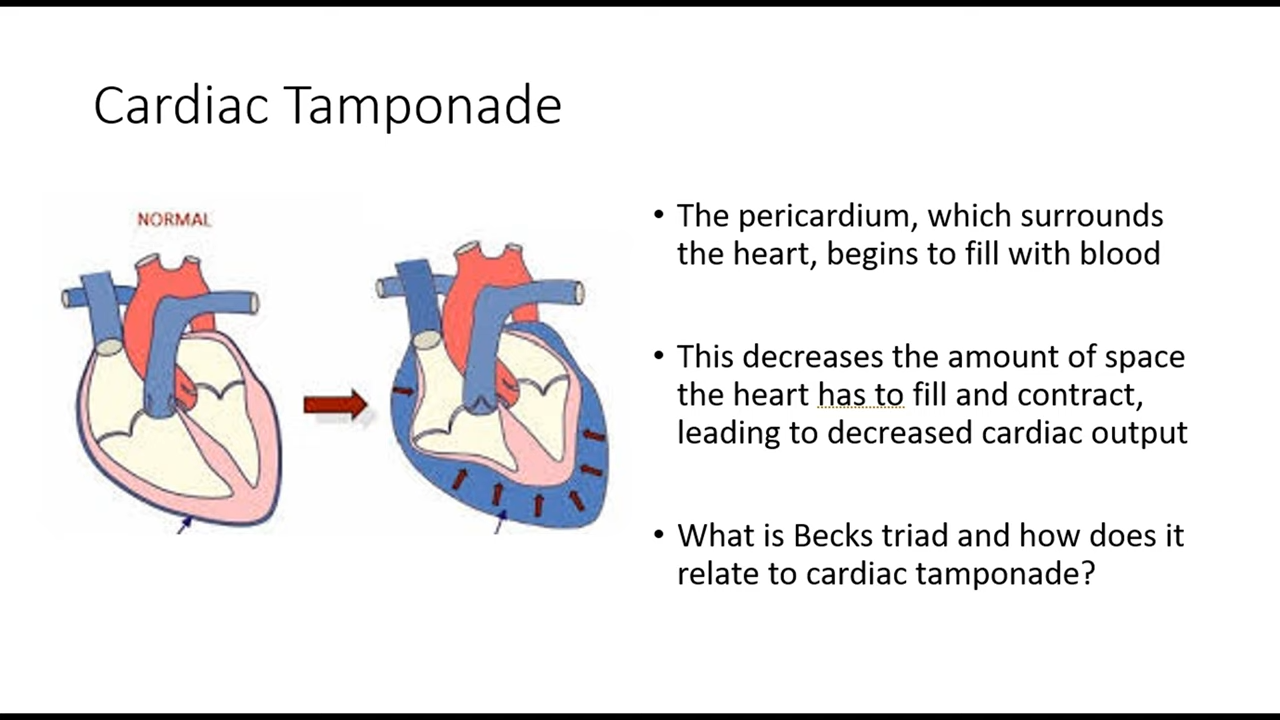 Cardiac Tamponade
NORMAL
• The pericardium, which surrounds
the heart, begins to fill with blood
• This decreases the amount of space
the heart has to fill and contract,
leading to decreased cardiac output
• What is Becks triad and how does it
relate to cardiac tamponade?